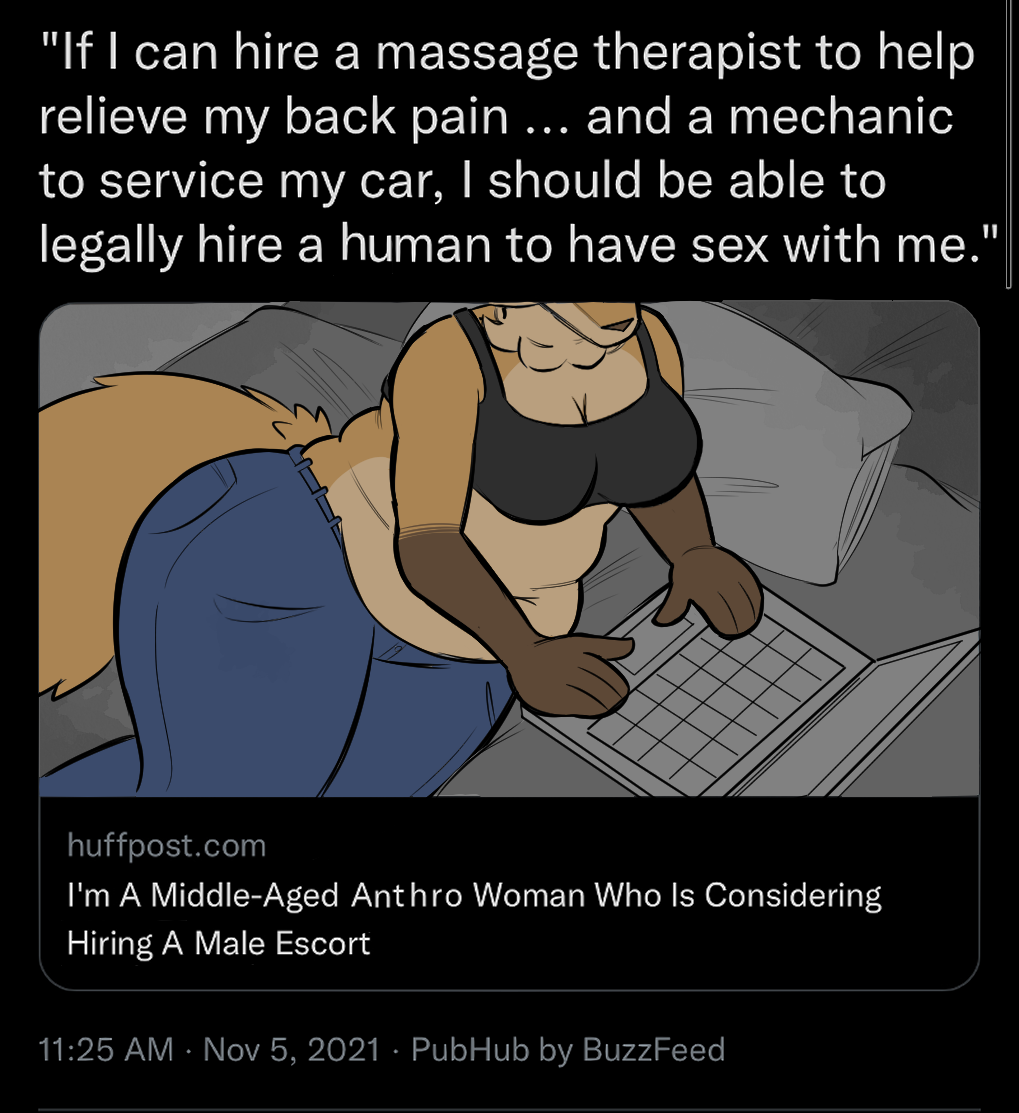 "If I can hire a massage therapist to help
relieve my back pain ... and a mechanic
to service my car, I should be able to
legally hire a human to have sex with me."
huffpost.com
I'm A Middle-Aged Anthro Woman Who Is Considering
Hiring A Male Escort
11:25 AM · Nov 5, 2021 · PubHub by BuzzFeed